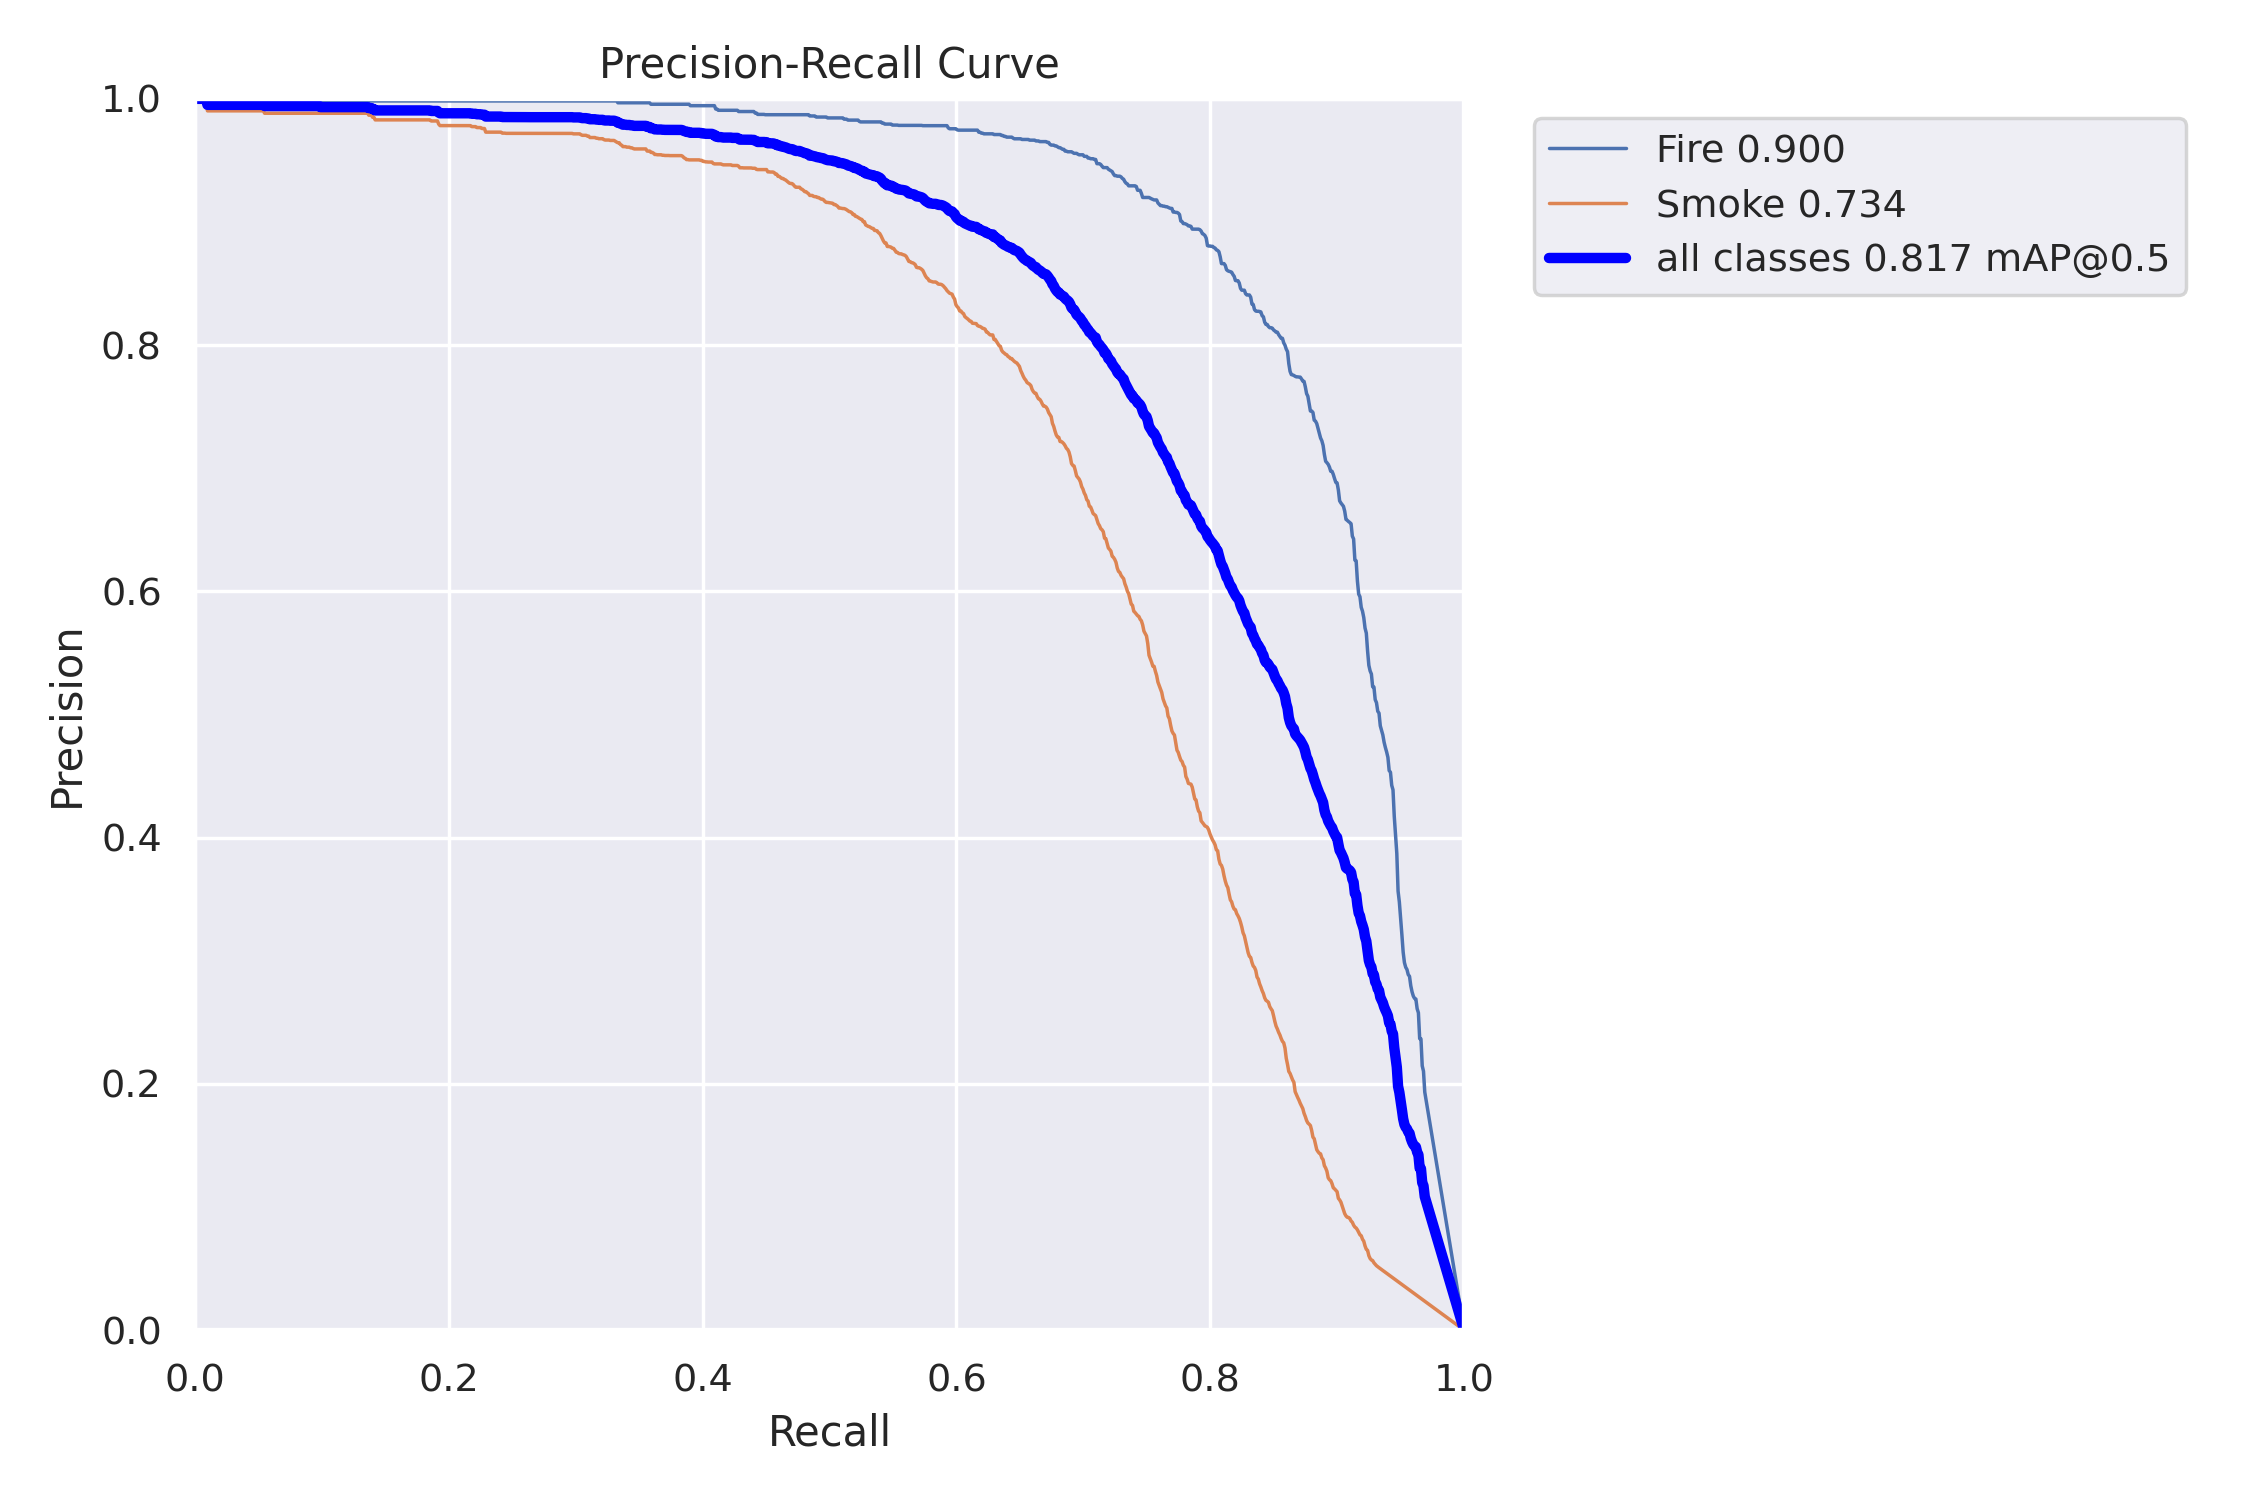 Precision-Recall Curve
1.0
0.8
0.6
0.4
0.2
0.0
Precision
0.0 0.2 0.4 0.6 0.8 1.0
Recall
Fire 0.900
Smoke 0.734
all classes 0.817 mAP@0.5